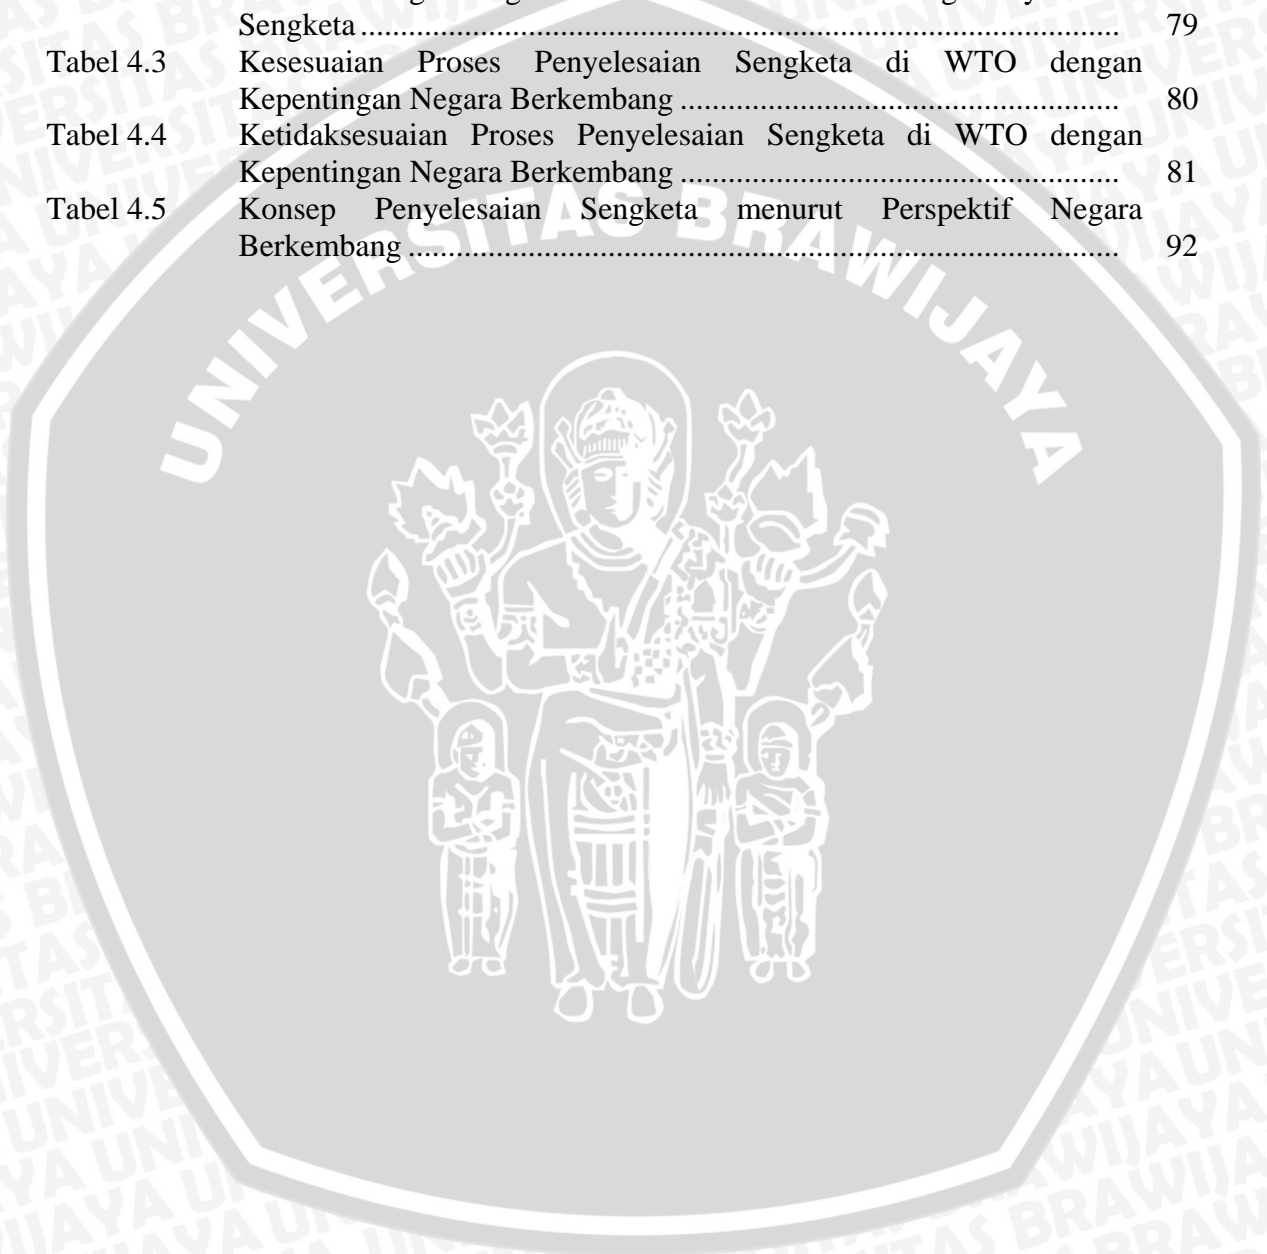 Sengketa ............................................................................................... 79
Tabel 4.3 Kesesuaian Proses Penyelesaian Sengketa di WTO dengan
Kepentingan Negara Berkembang ....................................................... 80
Tabel 4.4 Ketidaksesuaian Proses Penyelesaian Sengketa di WTO dengan
Kepentingan Negara Berkembang ....................................................... 81
Tabel 4.5 Konsep Penyelesaian Sengketa menurut Perspektif Negara
Berkembang ......................................................................................... 92
UNIVERSITAS BRAWIJAYA